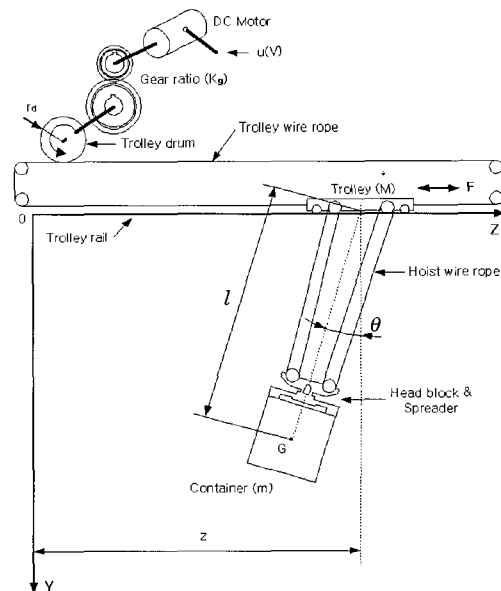 DC Motor
u(V)
Gear ratio (Kg)
rd
Trolley drum
Trolley wire rope
Trolley (M)
F
0
Z
Trolley rail
Hoist wire rope
l
θ
Head block &
Spreader
G
Container (m)
z
Y